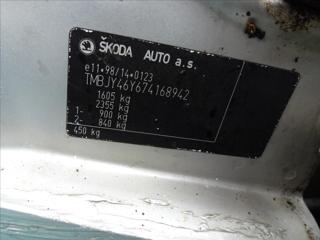 ŠKODA AUTO a.s.
e11*98/14*0123
TMBJY46Y674168942
1605 kg
2355 kg
1- 900 kg
2- 840 kg
450 kg